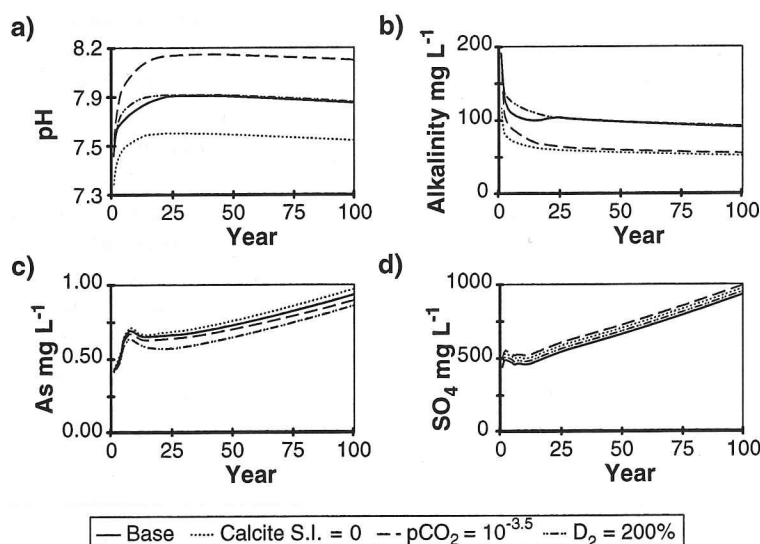 a)
8.2
7.9
7.5
7.3
pH
0 25 50 75 100
Year
b)
200
100
0
Alkalinity mg L⁻¹
0 25 50 75 100
Year
c)
1.00
0.50
0.00
As mg L⁻¹
0 25 50 75 100
Year
d)
1000
500
0
SO₄ mg L⁻¹
0 25 50 75 100
Year
Base Calcite S.I. = 0 pCO₂ = 10⁻³·⁵ D₂ = 200%